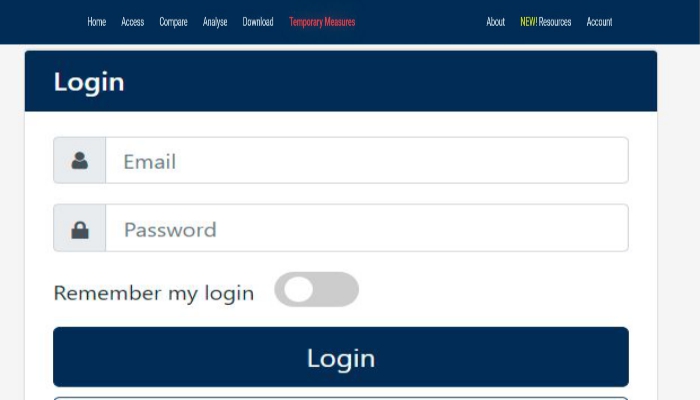 Home Access Compare Analyse Download Temporary Measures About NEW! Resources Account
Login
Email
Password
Remember my login
Login